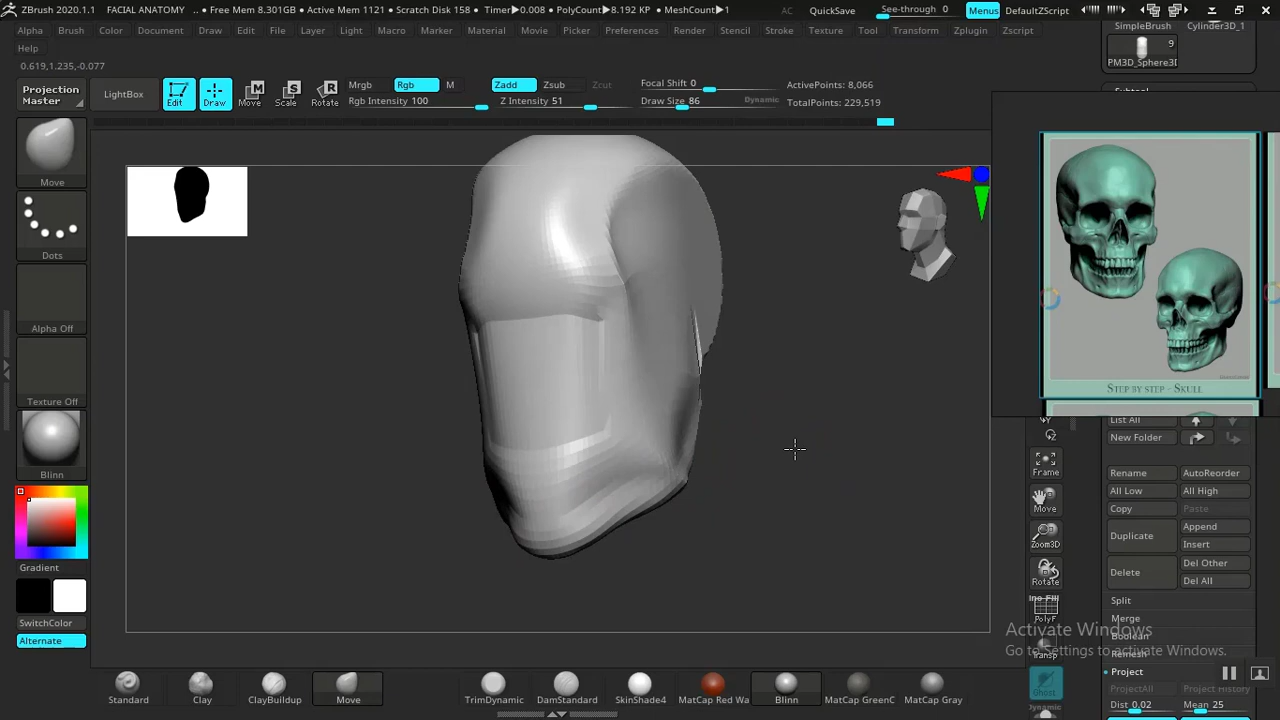 ZBrush 2020.1.1 FACIAL ANATOMY .. • Free Mem 8.301GB • Active Mem 1121 • Scratch Disk 158 • Timer▶0.008 • PolyCount▶8.192 KP • MeshCount▶1 AC QuickSave See-through 0 Menus DefaultZScript
Alpha Brush Color Document Draw Edit File Layer Light Macro Marker Material Movie Picker Preferences Render Stencil Stroke Texture Tool Transform Zplugin Zscript
Help
SimpleBrush Cylinder3D_1
9
PM3D_Sphere3D
0.619,1.235,-0.077
Projection Master
LightBox
Edit Draw Move Scale Rotate
Mrgb Rgb M
Rgb Intensity 100
Zadd Zsub Zcut
Z Intensity 51
Focal Shift 0
Draw Size 86 Dynamic
ActivePoints: 8,066
TotalPoints: 229,519
Move
Dots
Alpha Off
Texture Off
Blinn
Gradient
SwitchColor
Alternate
Step by step - Skull
List All
New Folder
Rename AutoReorder
All Low All High
Copy Paste
Duplicate Append
Insert
Delete Del Other
Del All
Split
Merge
Boolean
Remesh
Project
ProjectAll Project History
Dist 0.02 Mean 25
Frame
Move
Zoom3D
Rotate
PolyF
Transp
Ghost
Dynamic
Activate Windows
Go to Settings to activate Windows.
Standard Clay ClayBuildup Move TrimDynamic DamStandard SkinShade4 MatCap Red Wa Blinn MatCap GreenC MatCap Gray